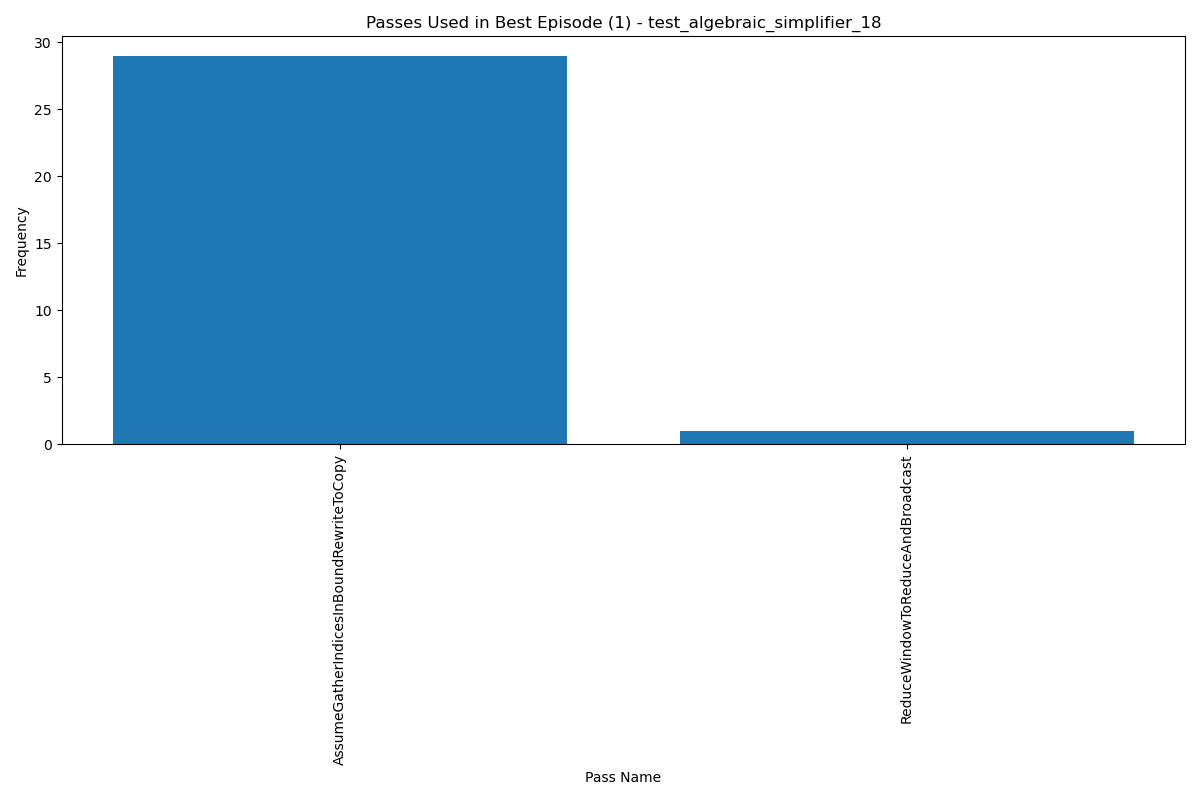 Passes Used in Best Episode (1) - test_algebraic_simplifier_18
Frequency
30
25
20
15
10
5
0
AssumeGatherIndicesInBoundRewriteToCopy
ReduceWindowToReduceAndBroadcast
Pass Name